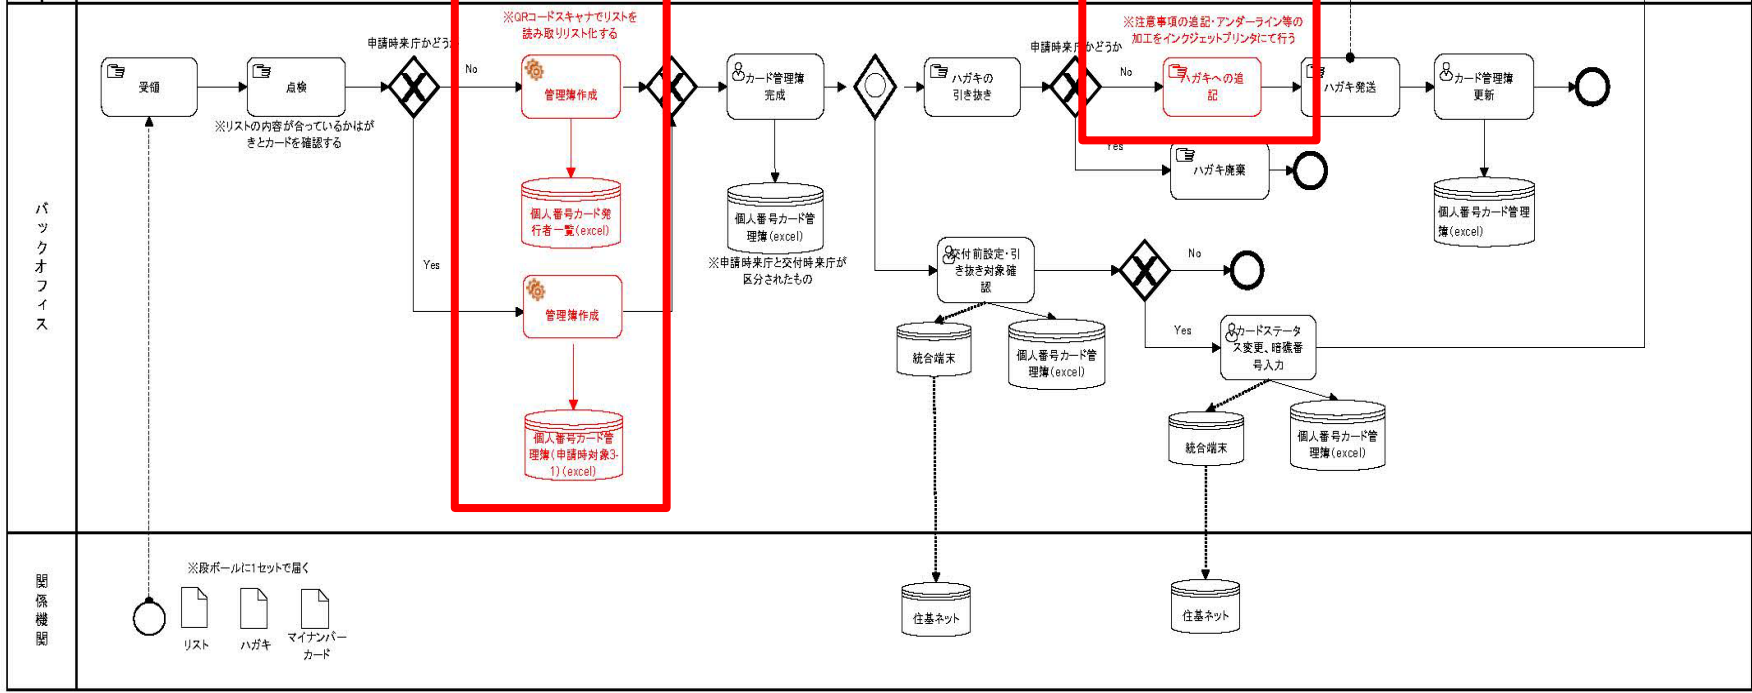 バックオフィス
受領
点検
※リストの内容が合っているかはが
きとカードを確認する
申請時来庁かどうか
No
Yes
※QRコードスキャナでリストを
読み取りリスト化する
管理簿作成
個人番号カード発
行者一覧(excel)
管理簿作成
個人番号カード管
理簿(申請時対象3-
1)(excel)
カード管理簿
完成
個人番号カード管
理簿(excel)
※申請時来庁と交付時来庁が
区分されたもの
ハガキの
引き抜き
申請時来庁かどうか
No
Yes
※注意事項の追記・アンダーライン等の
加工をインクジェットプリンタにて行う
ハガキへの追
記
ハガキ発送
カード管理簿
更新
個人番号カード管理
簿(excel)
ハガキ廃棄
交付前設定・引
き抜き対象確
認
統合端末
個人番号カード管
理簿(excel)
No
Yes
カードステータ
ス変更、暗証番
号入力
統合端末
個人番号カード管
理簿(excel)
関係機関
※段ボールに1セットで届く
リスト
ハガキ
マイナンバー
カード
住基ネット
住基ネット